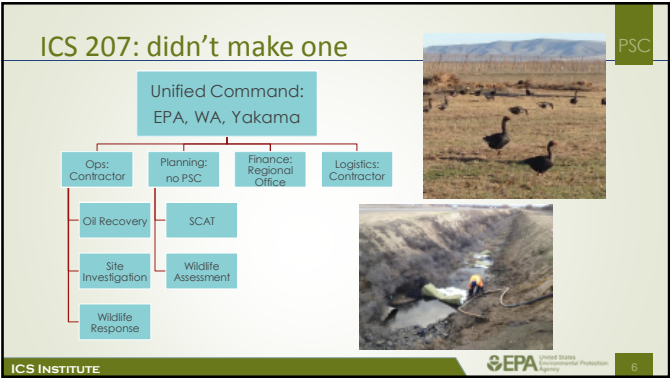 ICS 207: didn’t make one
PSC
Unified Command:
EPA, WA, Yakama
Ops:
Contractor
Planning:
no PSC
Finance:
Regional
Office
Logistics:
Contractor
Oil Recovery
SCAT
Site
Investigation
Wildlife
Assessment
Wildlife
Response
ICS INSTITUTE
EPA
United States
Environmental Protection
Agency
6